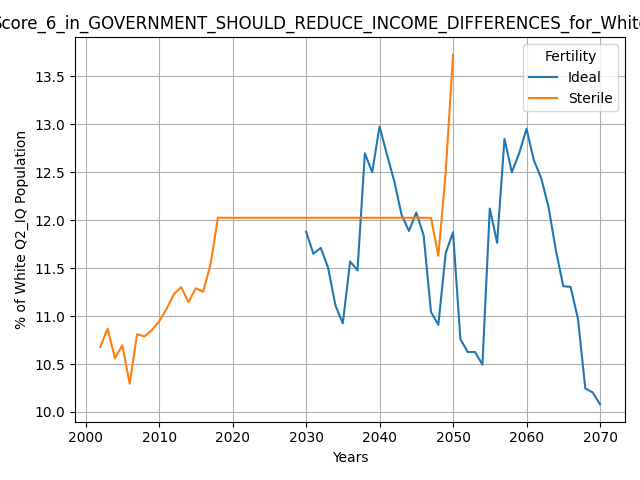 Score_6_in_GOVERNMENT_SHOULD_REDUCE_INCOME_DIFFERENCES_for_White
Fertility
Ideal
Sterile
13.5
13.0
12.5
12.0
11.5
11.0
10.5
10.0
% of White Q2_IQ Population
2000 2010 2020 2030 2040 2050 2060 2070
Years